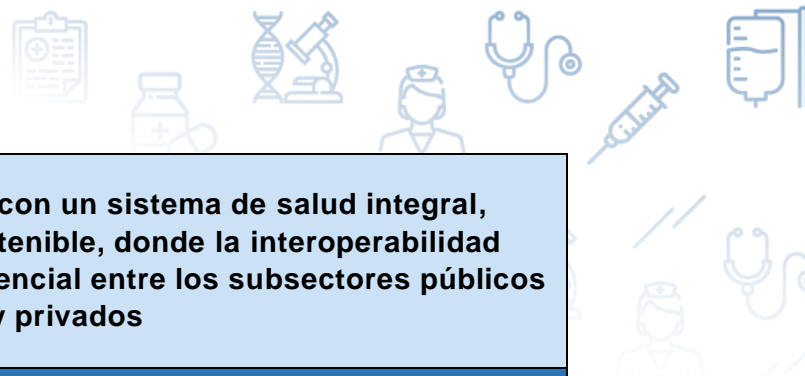 con un sistema de salud integral,
tenible, donde la interoperabilidad
encial entre los subsectores públicos
y privados